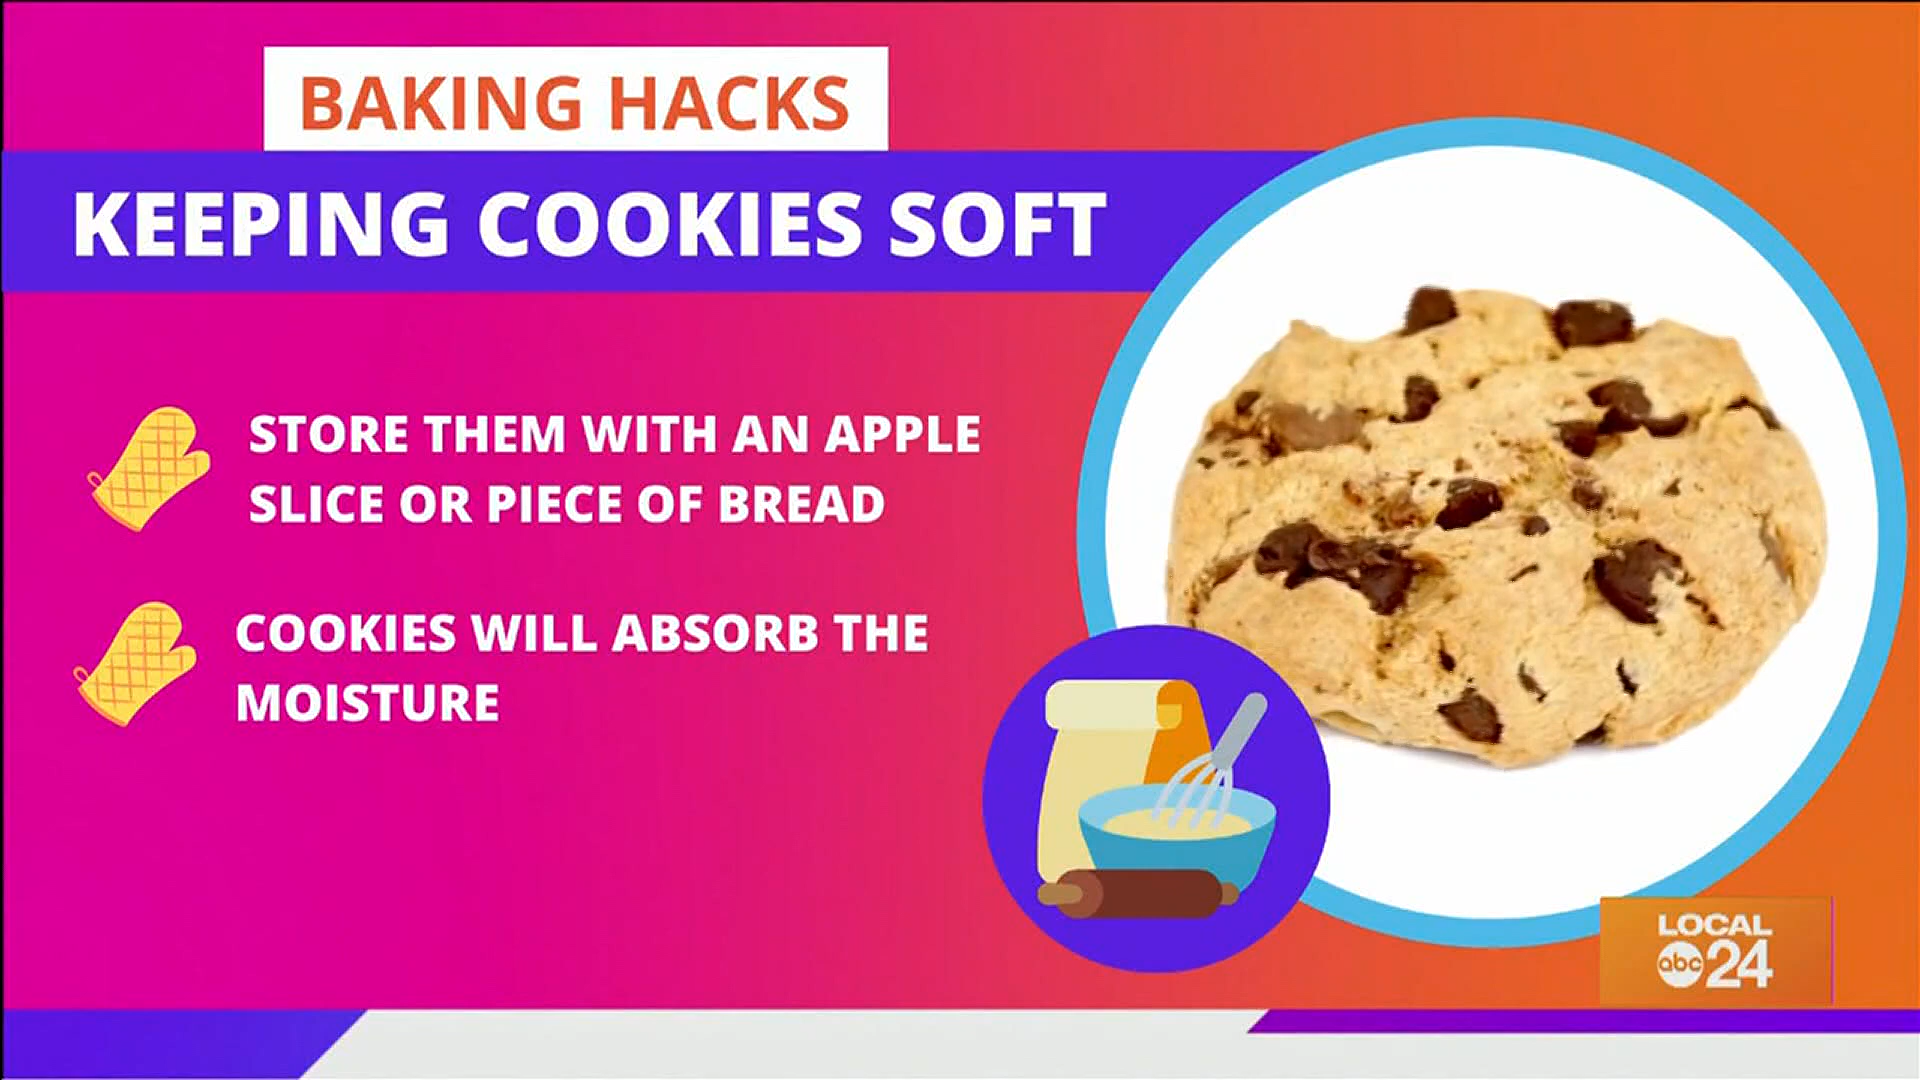 BAKING HACKS
KEEPING COOKIES SOFT
STORE THEM WITH AN APPLE
SLICE OR PIECE OF BREAD
COOKIES WILL ABSORB THE
MOISTURE
LOCAL
abc 24